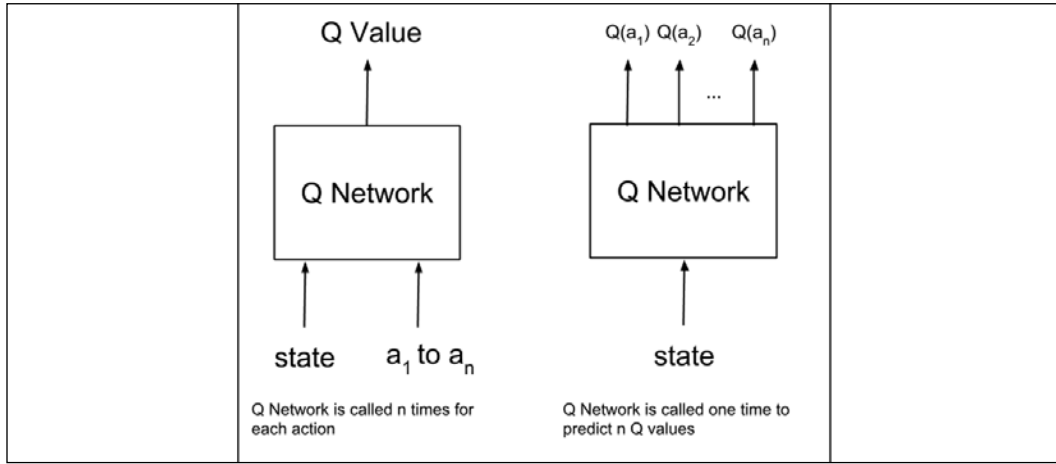 Q Value
Q Network
state
a₁ to aₙ
Q Network is called n times for
each action
Q(a₁) Q(a₂) ... Q(aₙ)
Q Network
state
Q Network is called one time to
predict n Q values